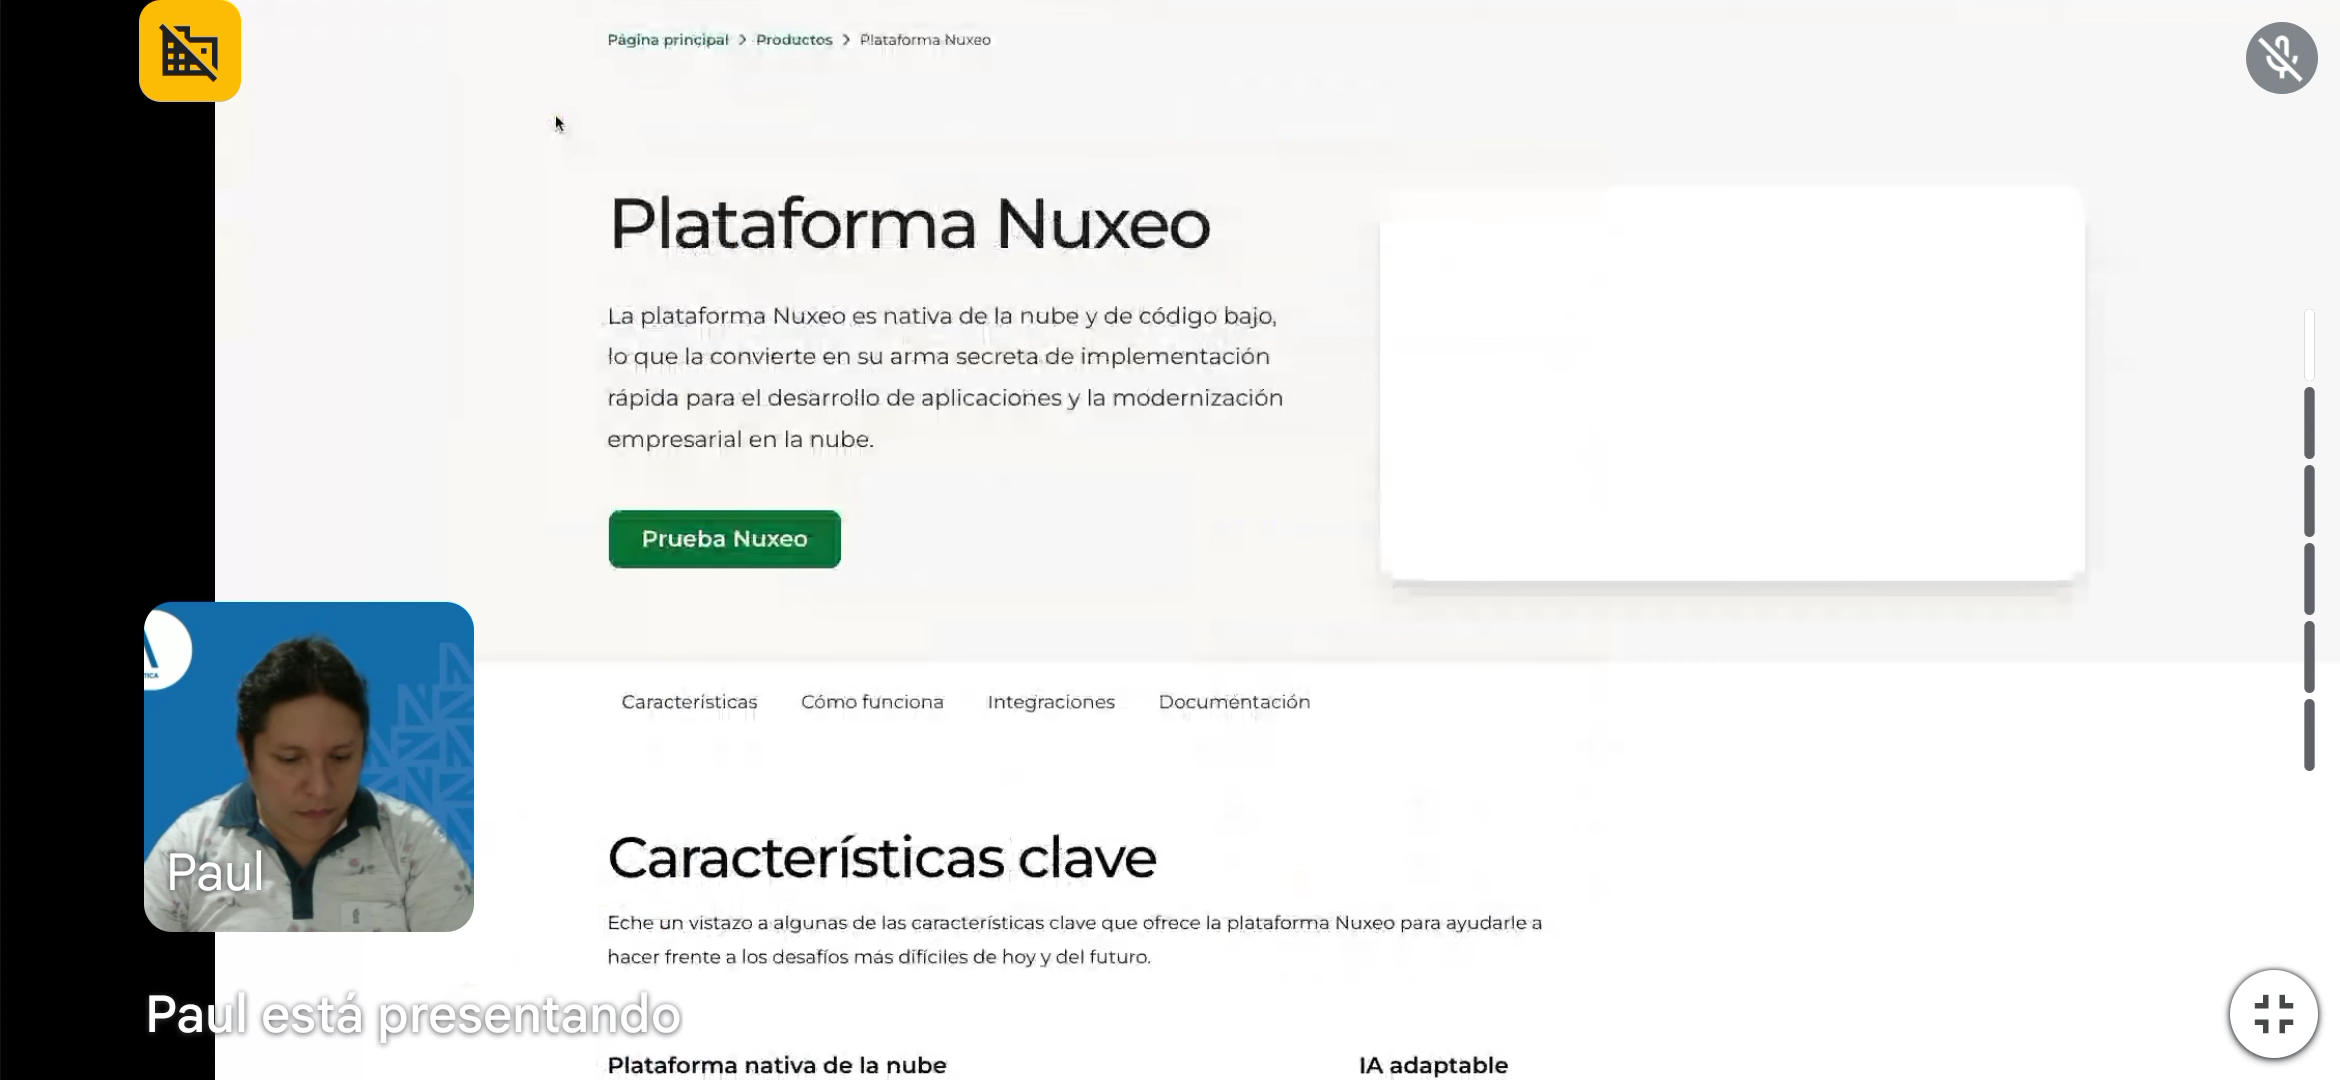 Página principal > Productos > Plataforma Nuxeo
Plataforma Nuxeo
La plataforma Nuxeo es nativa de la nube y de código bajo,
lo que la convierte en su arma secreta de implementación
rápida para el desarrollo de aplicaciones y la modernización
empresarial en la nube.
Prueba Nuxeo
Características Cómo funciona Integraciones Documentación
Características clave
Eche un vistazo a algunas de las características clave que ofrece la plataforma Nuxeo para ayudarle a
hacer frente a los desafíos más difíciles de hoy y del futuro.
Plataforma nativa de la nube IA adaptable
TICA
Paul
Paul está presentando